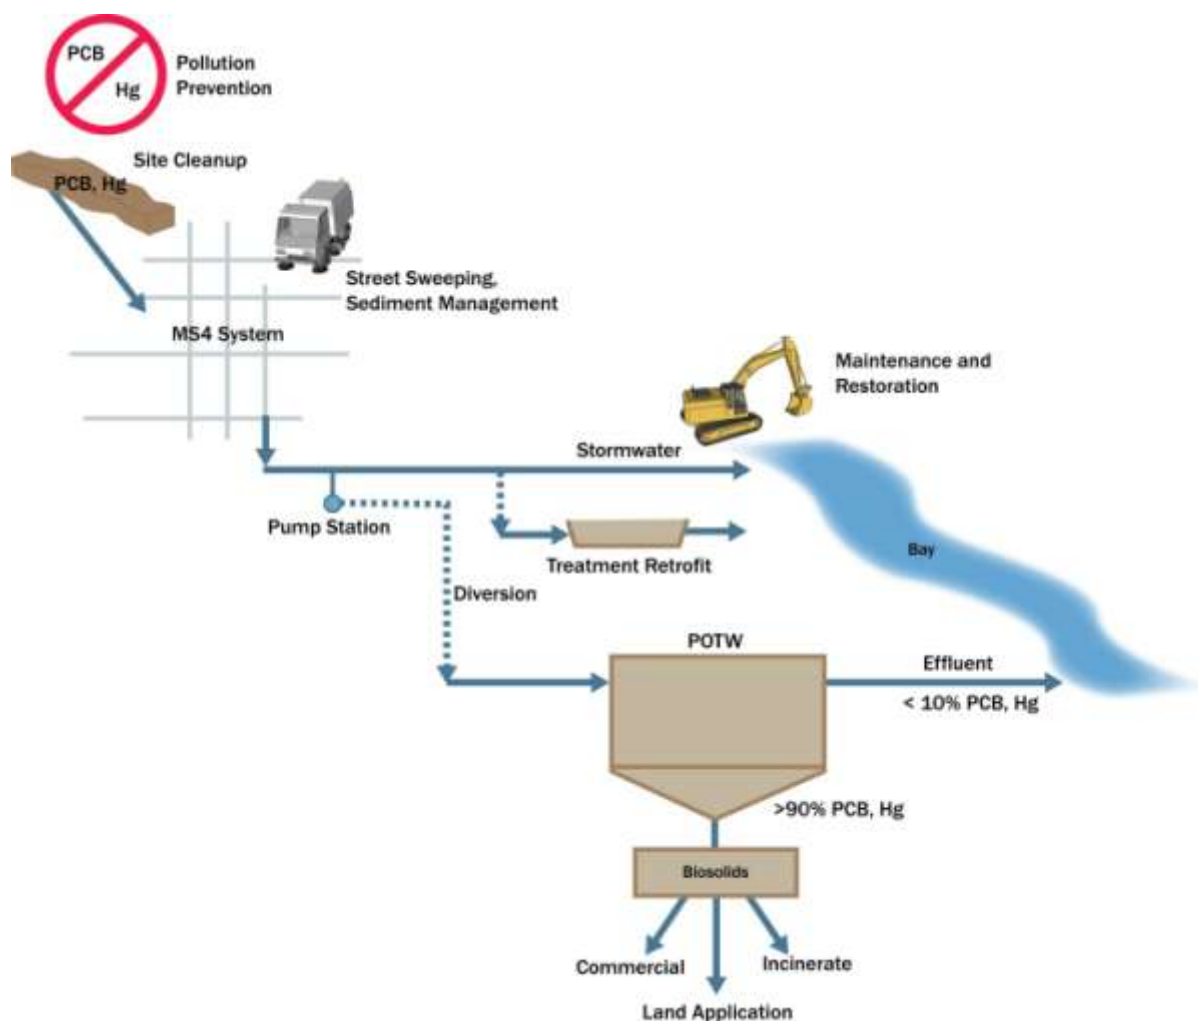 PCB
Hg
Pollution
Prevention
Site Cleanup
PCB, Hg
Street Sweeping,
Sediment Management
MS4 System
Maintenance and
Restoration
Stormwater
Pump Station
Treatment Retrofit
Bay
Diversion
POTW
Effluent
< 10% PCB, Hg
>90% PCB, Hg
Biosolids
Commercial
Incinerate
Land Application